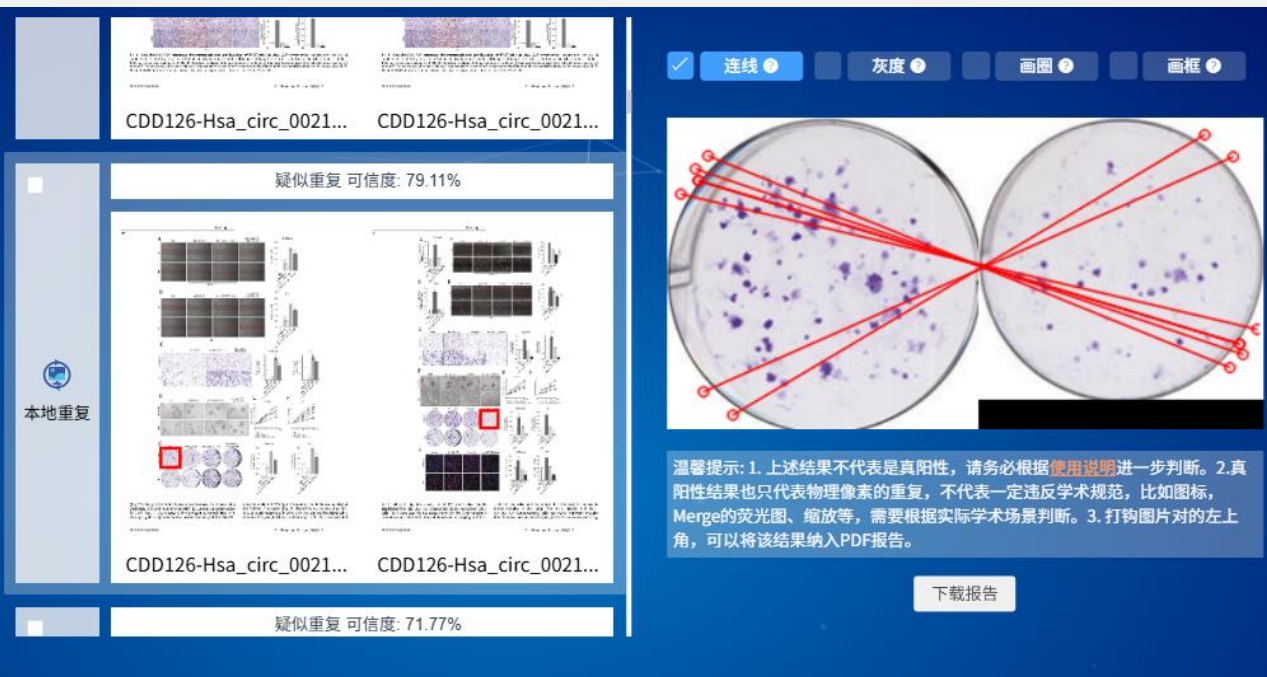 CDD126-Hsa_circ_0021...
CDD126-Hsa_circ_0021...
疑似重复 可信度: 79.11%
本地重复
CDD126-Hsa_circ_0021...
CDD126-Hsa_circ_0021...
疑似重复 可信度: 71.77%
连线
灰度
画圈
画框
温馨提示: 1. 上述结果不代表是真阳性，请务必根据使用说明进一步判断。2.真
阳性结果也只代表物理像素的重复，不代表一定违反学术规范，比如图标，
Merge的荧光图、缩放等，需要根据实际学术场景判断。3. 打钩图片对的左上
角，可以将该结果纳入PDF报告。
下载报告